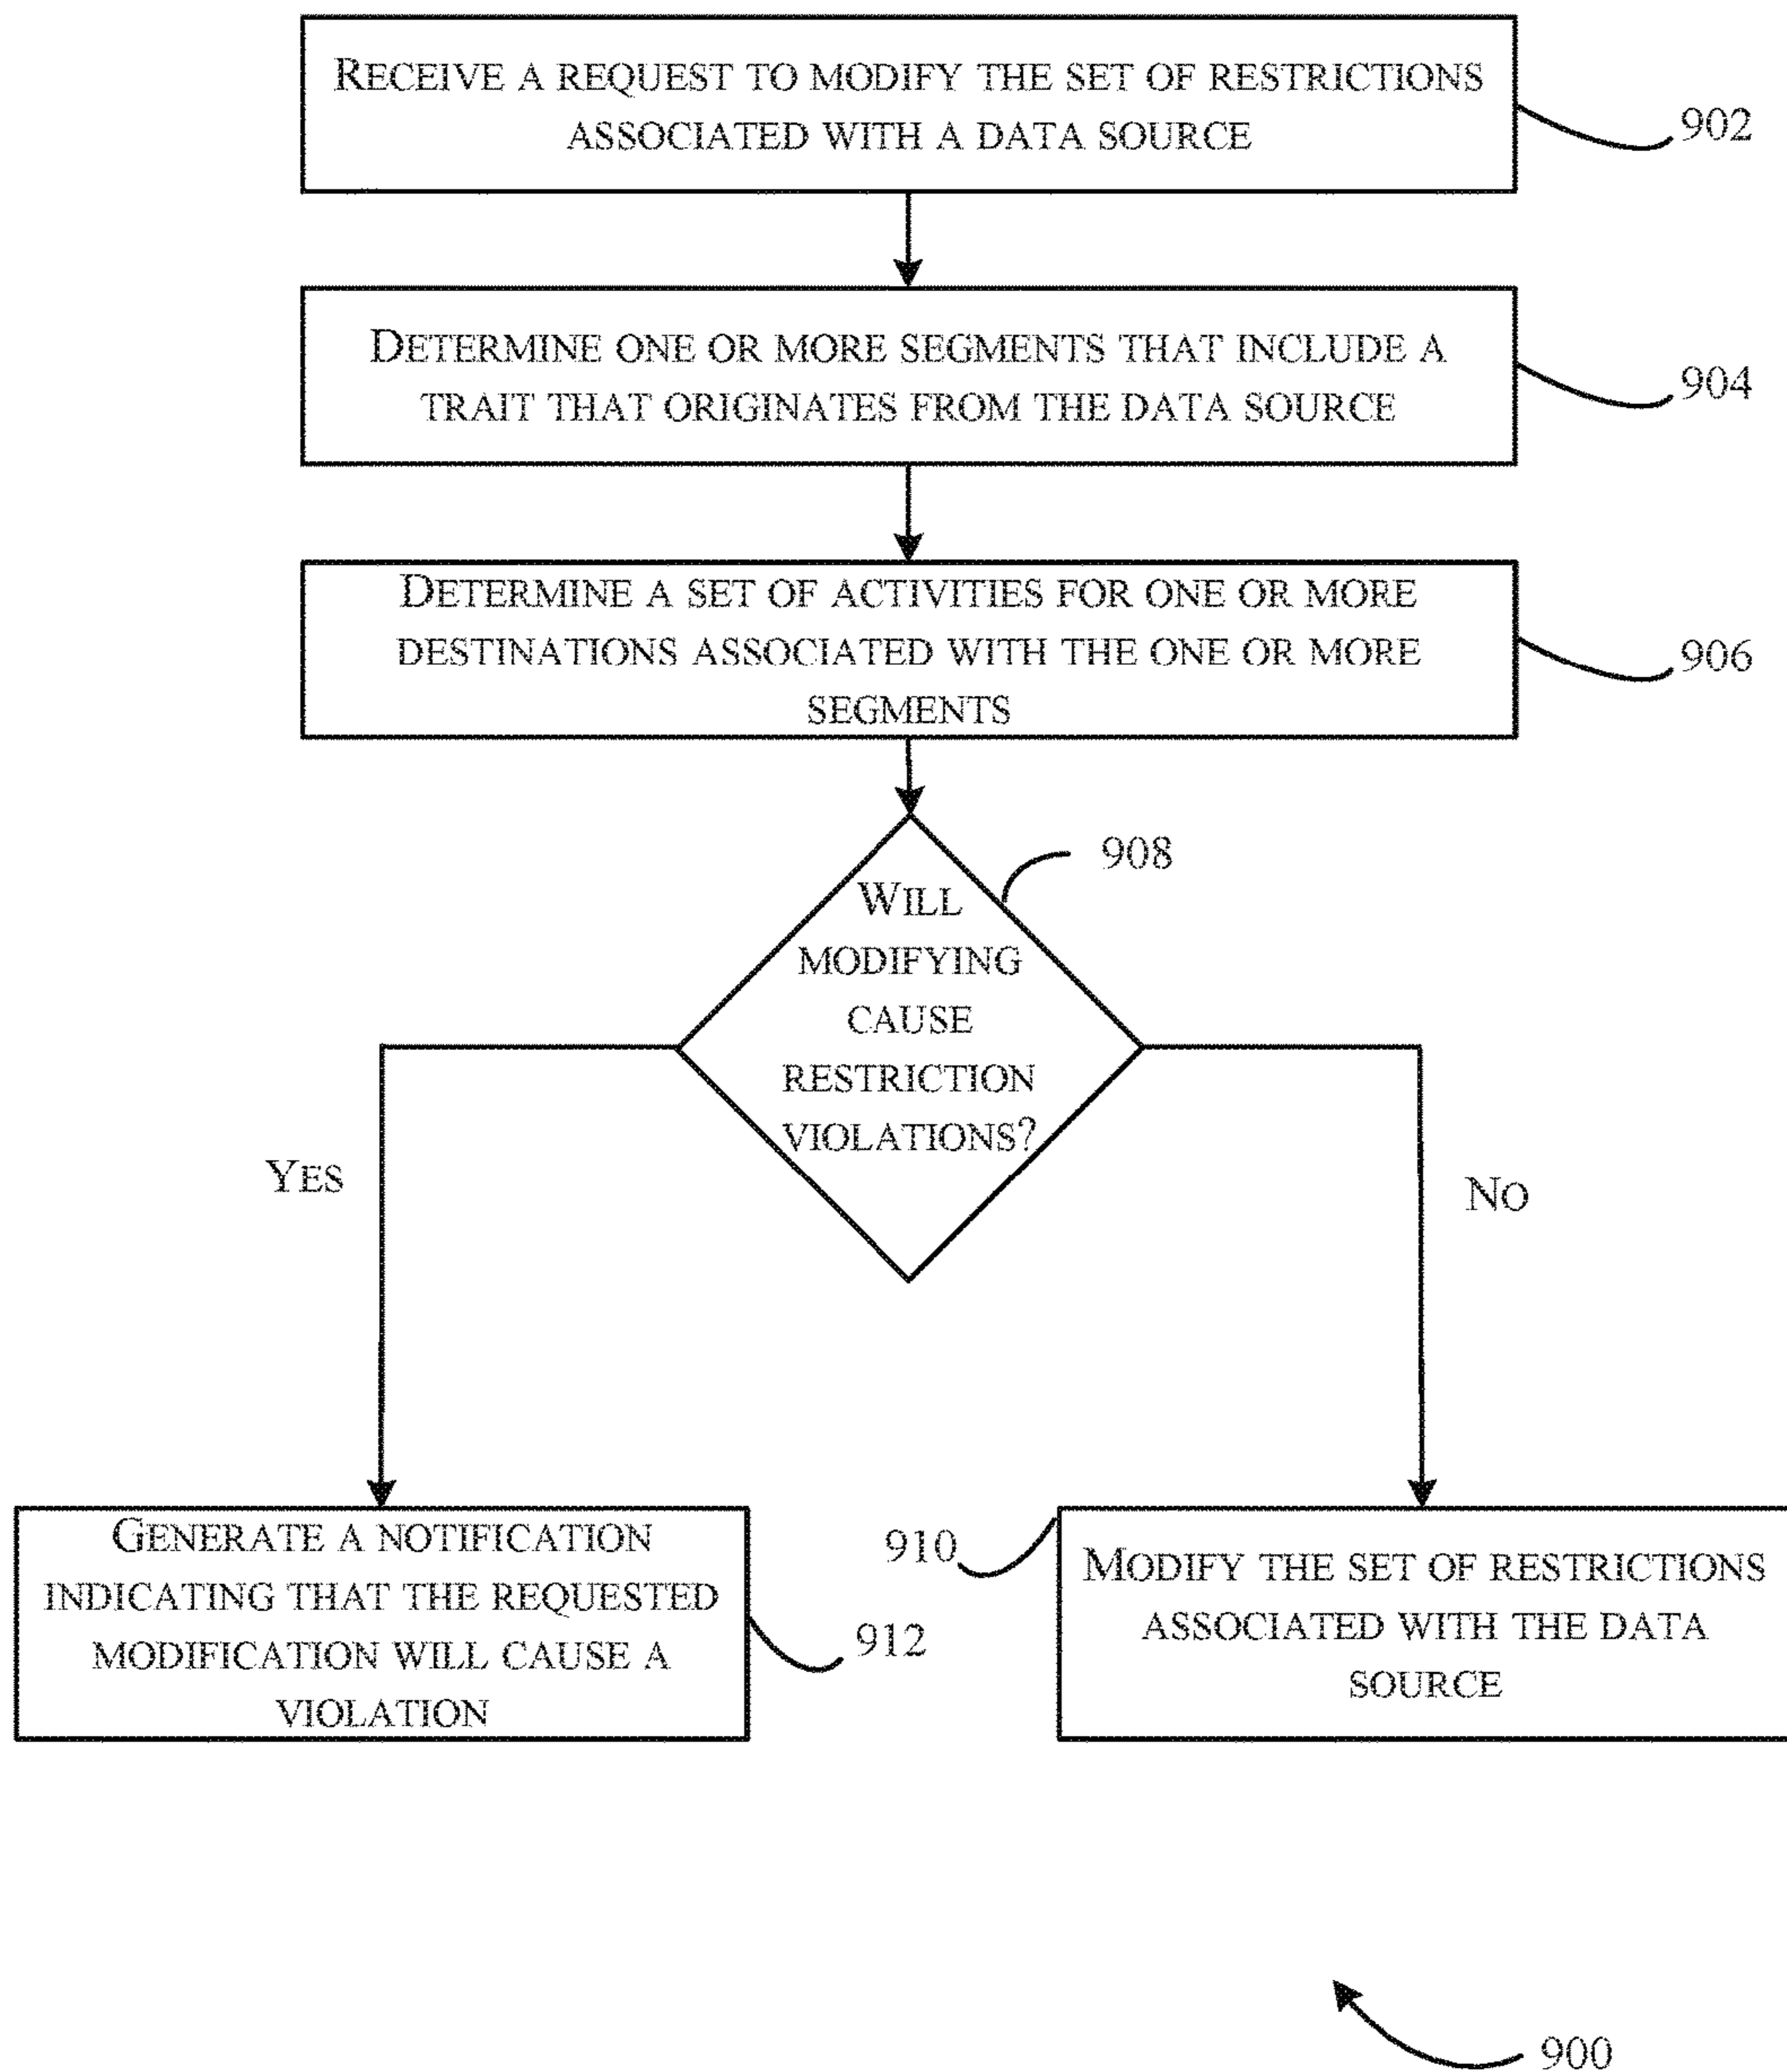 RECEIVE A REQUEST TO MODIFY THE SET OF RESTRICTIONS
ASSOCIATED WITH A DATA SOURCE
902
DETERMINE ONE OR MORE SEGMENTS THAT INCLUDE A
TRAIT THAT ORIGINATES FROM THE DATA SOURCE
904
DETERMINE A SET OF ACTIVITIES FOR ONE OR MORE
DESTINATIONS ASSOCIATED WITH THE ONE OR MORE
SEGMENTS
906
908
WILL
MODIFYING
CAUSE
RESTRICTION
VIOLATIONS?
YES
NO
GENERATE A NOTIFICATION
INDICATING THAT THE REQUESTED
MODIFICATION WILL CAUSE A
VIOLATION
912
910
MODIFY THE SET OF RESTRICTIONS
ASSOCIATED WITH THE DATA
SOURCE
900